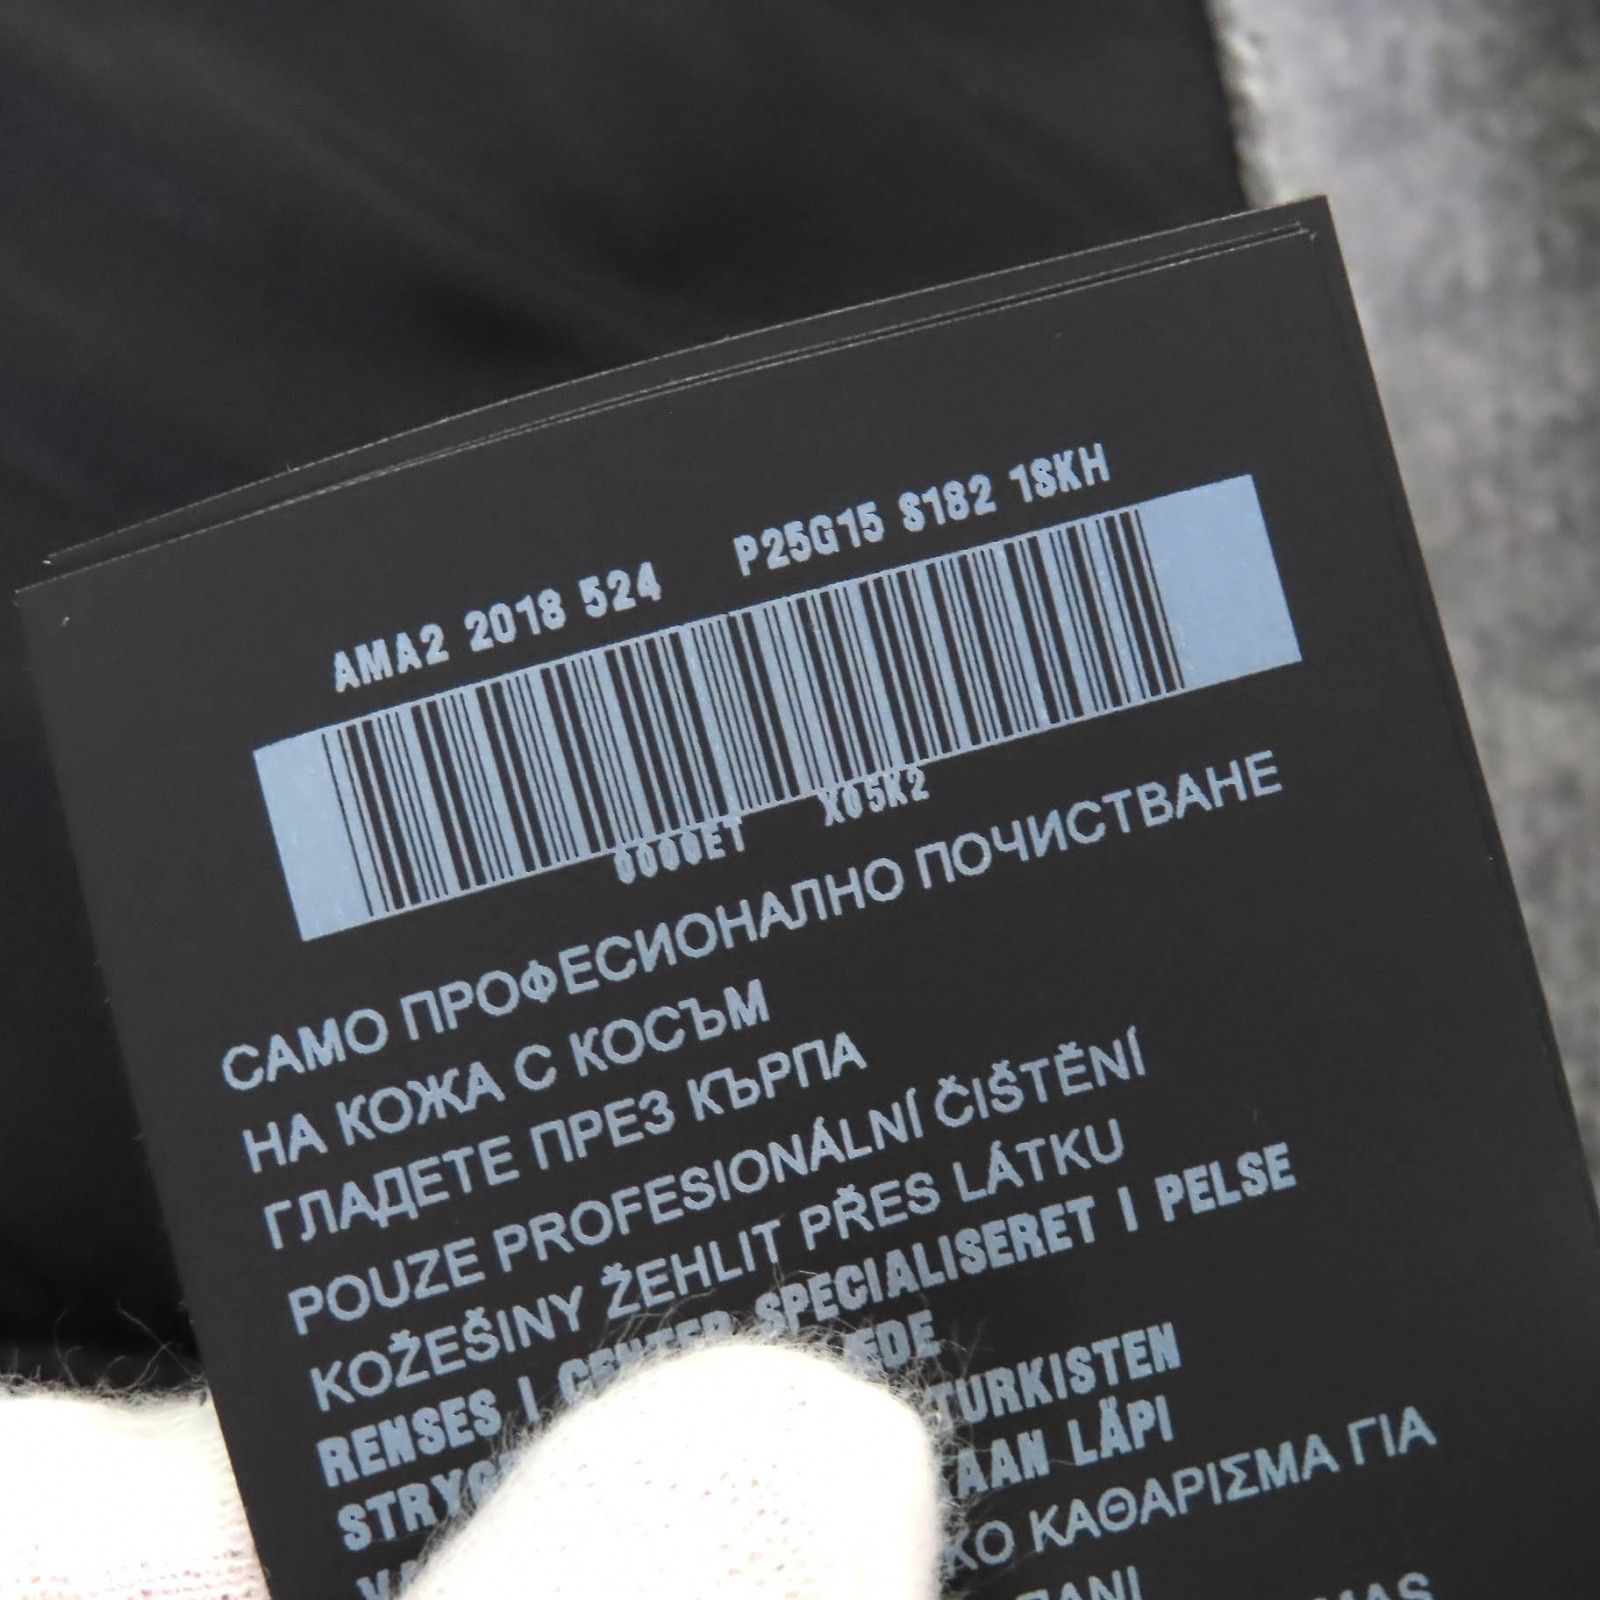 AMA2 2018 524 P25G15 S182 1SKH
0000ET X05K2
САМО ПРОФЕСИОНАЛНО ПОЧИСТВАНЕ
НА КОЖА С КОСЪМ
ГЛАДЕТЕ ПРЕЗ КЪРПА
POUZE PROFESIONÁLNÍ ČIŠTĚNÍ
KOŽEŠINY ŽEHLIT PŘES LÁTKU
RENSES I CENTER SPECIALISERET I PELSE
TURKISTEN
LÄPI
ΚΑΘΑΡΙΣΜΑ ΓΙΑ